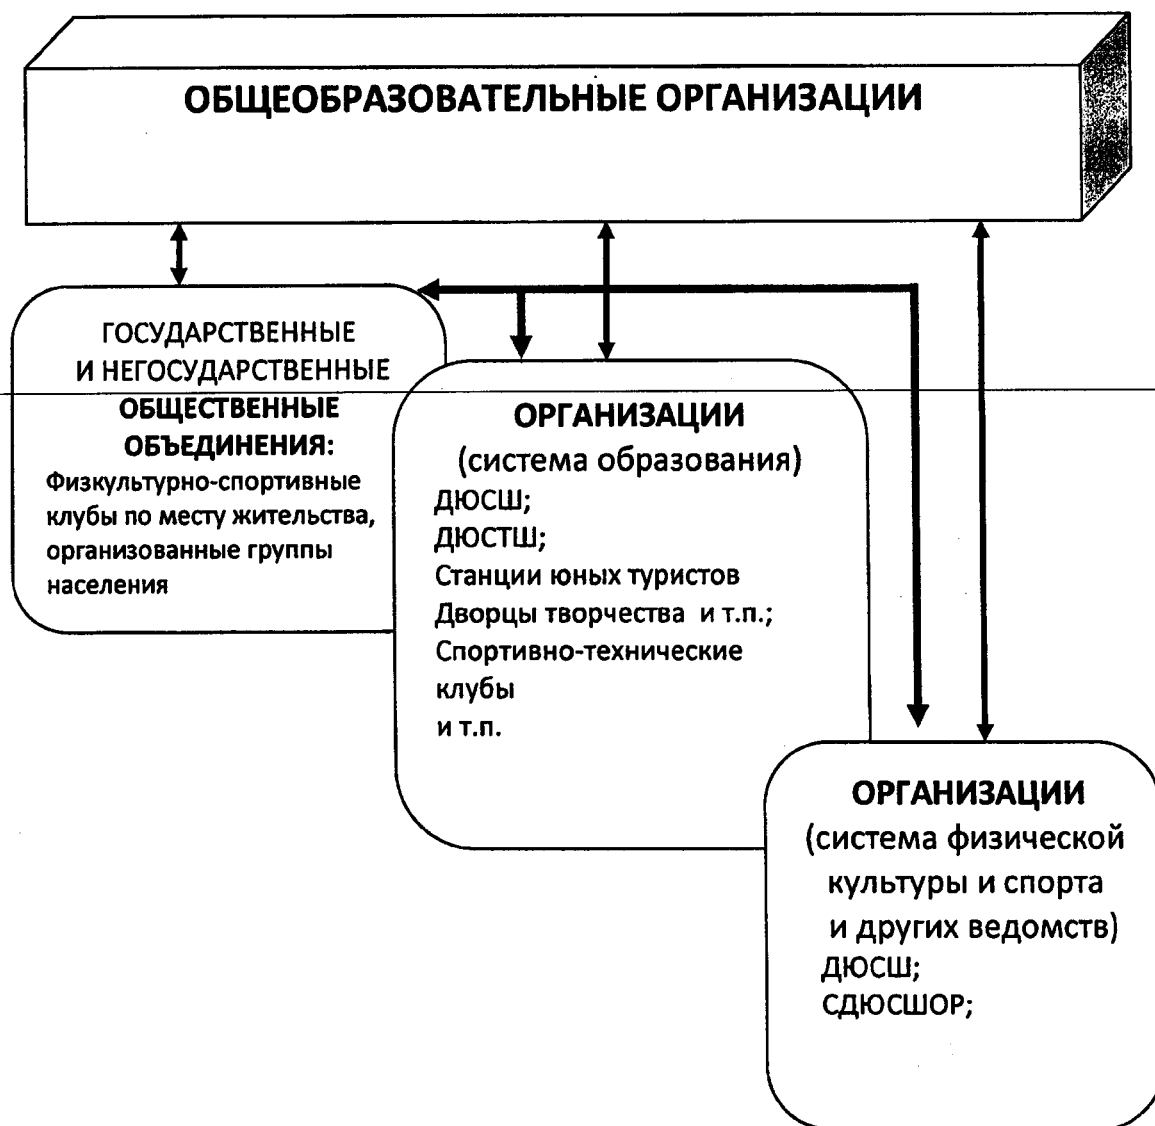 ОБЩЕОБРАЗОВАТЕЛЬНЫЕ ОРГАНИЗАЦИИ
ГОСУДАРСТВЕННЫЕ
И НЕГОСУДАРСТВЕННЫЕ
ОБЩЕСТВЕННЫЕ
ОБЪЕДИНЕНИЯ:
Физкультурно-спортивные
клубы по месту жительства,
организованные группы
населения
ОРГАНИЗАЦИИ
(система образования)
ДЮСШ;
ДЮСТШ;
Станции юных туристов
Дворцы творчества и т.п.;
Спортивно-технические
клубы
и т.п.
ОРГАНИЗАЦИИ
(система физической
культуры и спорта
и других ведомств)
ДЮСШ;
СДЮСШОР;